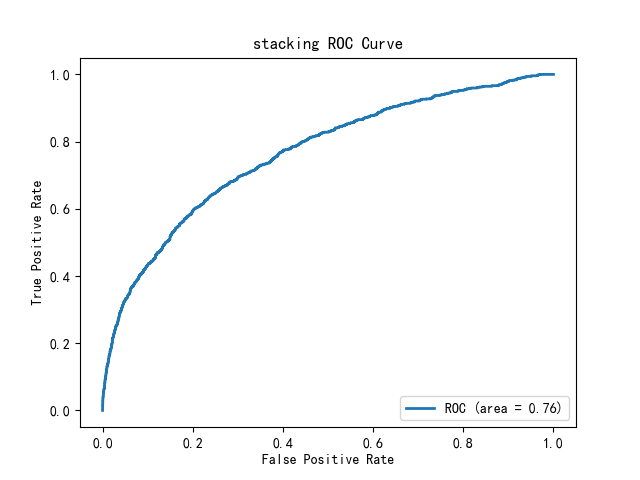 stacking ROC Curve
True Positive Rate
1.0
0.8
0.6
0.4
0.2
0.0
ROC (area = 0.76)
0.0 0.2 0.4 0.6 0.8 1.0
False Positive Rate